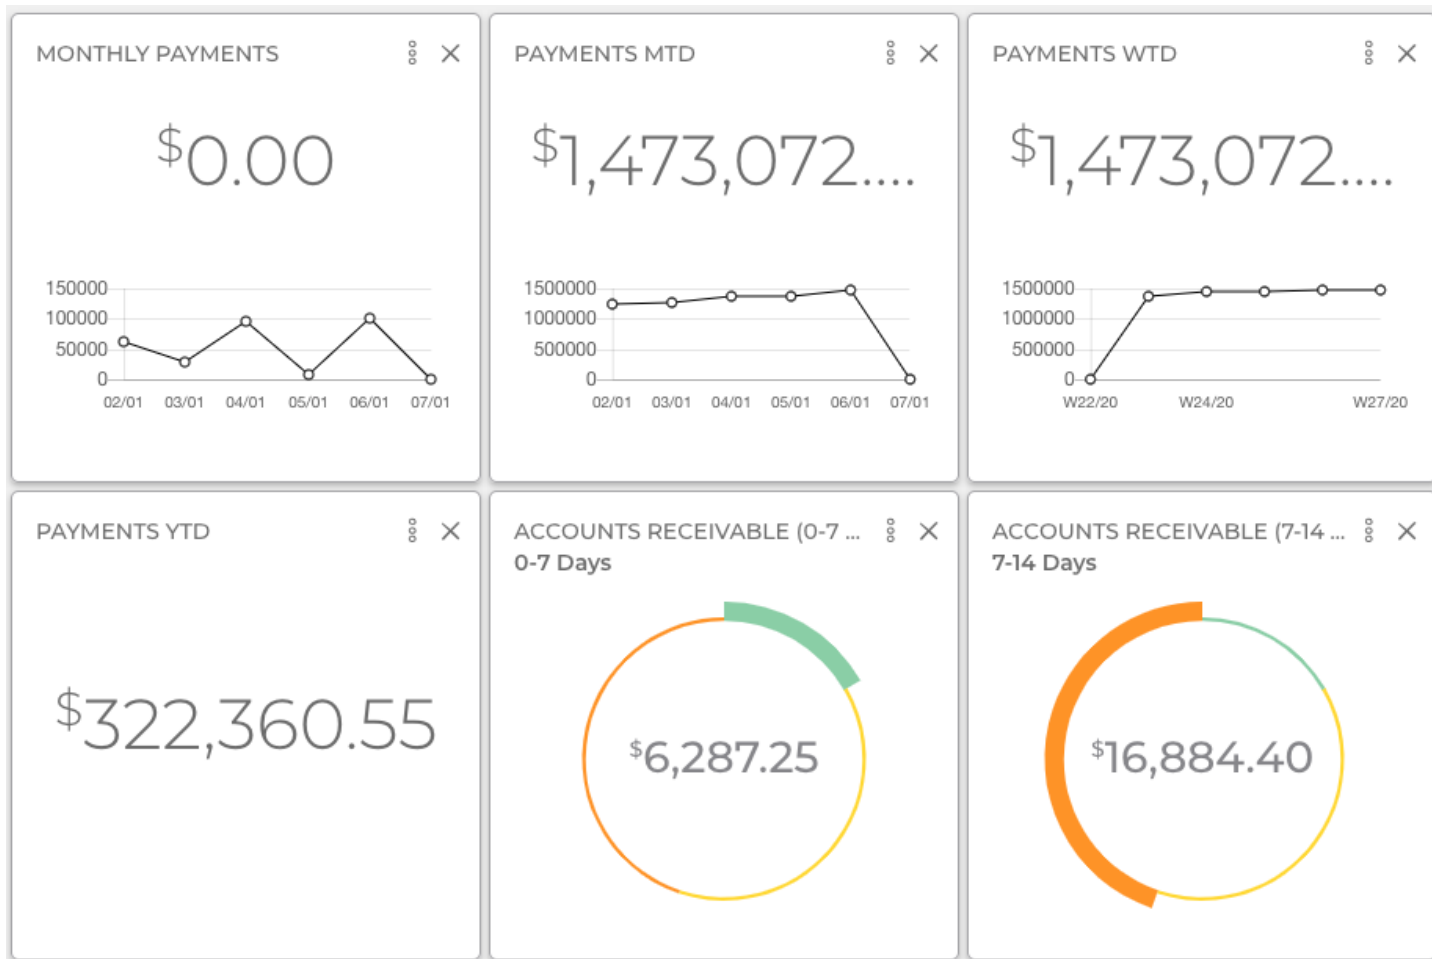 MONTHLY PAYMENTS
$0.00
150000
100000
50000
0
02/01 03/01 04/01 05/01 06/01 07/01
PAYMENTS MTD
$1,473,072....
1500000
1000000
500000
0
02/01 03/01 04/01 05/01 06/01 07/01
PAYMENTS WTD
$1,473,072....
1500000
1000000
500000
0
W22/20 W24/20 W27/20
PAYMENTS YTD
$322,360.55
ACCOUNTS RECEIVABLE (0-7 ...
0-7 Days
$6,287.25
ACCOUNTS RECEIVABLE (7-14 ...
7-14 Days
$16,884.40